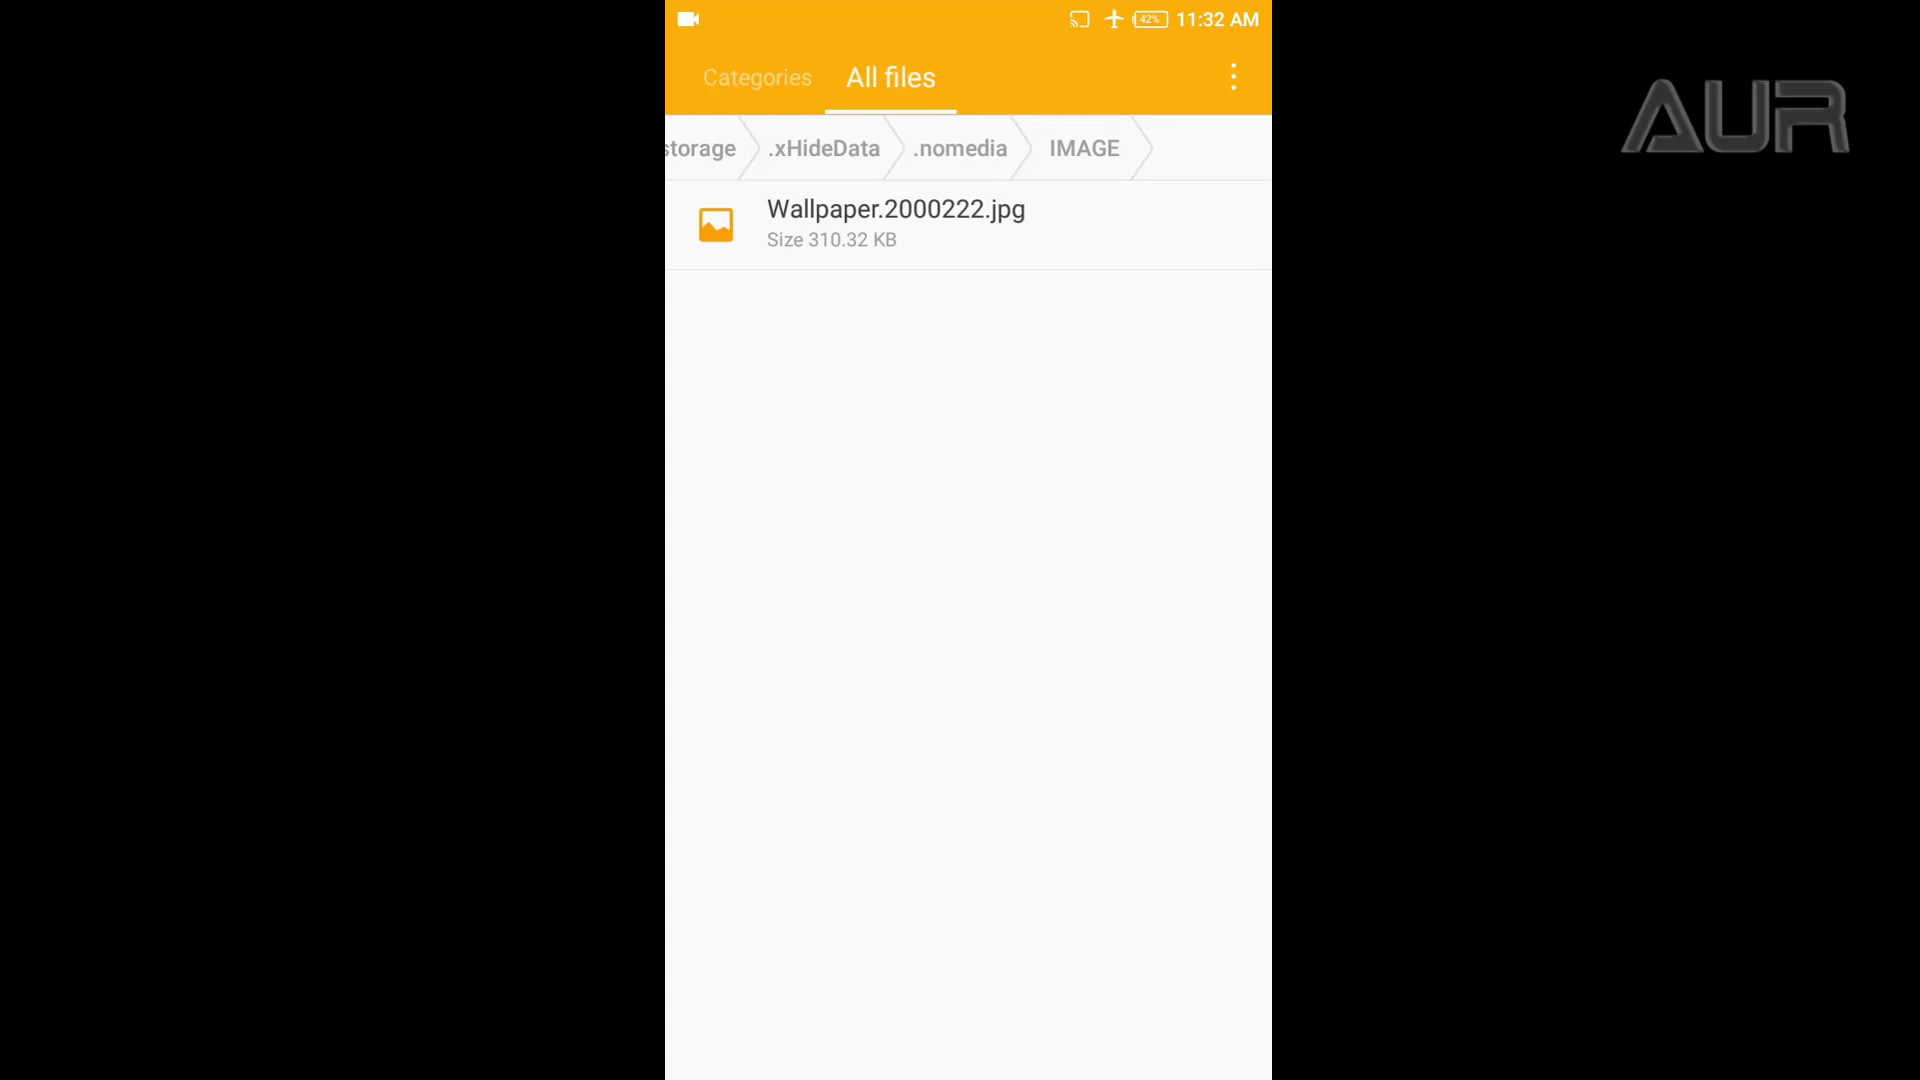 42% 11:32 AM
Categories All files
storage .xHideData .nomedia IMAGE
Wallpaper.2000222.jpg
Size 310.32 KB
AUR